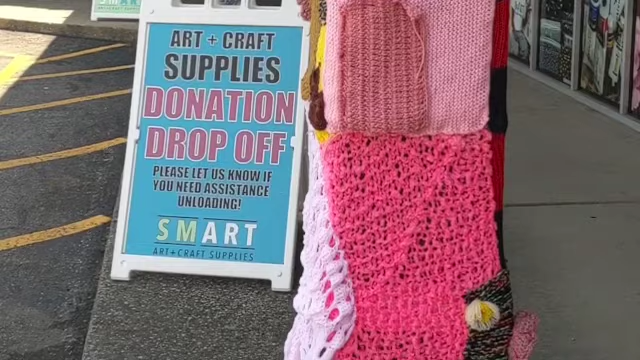 ART + CRAFT
SUPPLIES
DONATION
DROP OFF
PLEASE LET US KNOW IF
YOU NEED ASSISTANCE
UNLOADING!
SMART
ART+CRAFT SUPPLIES